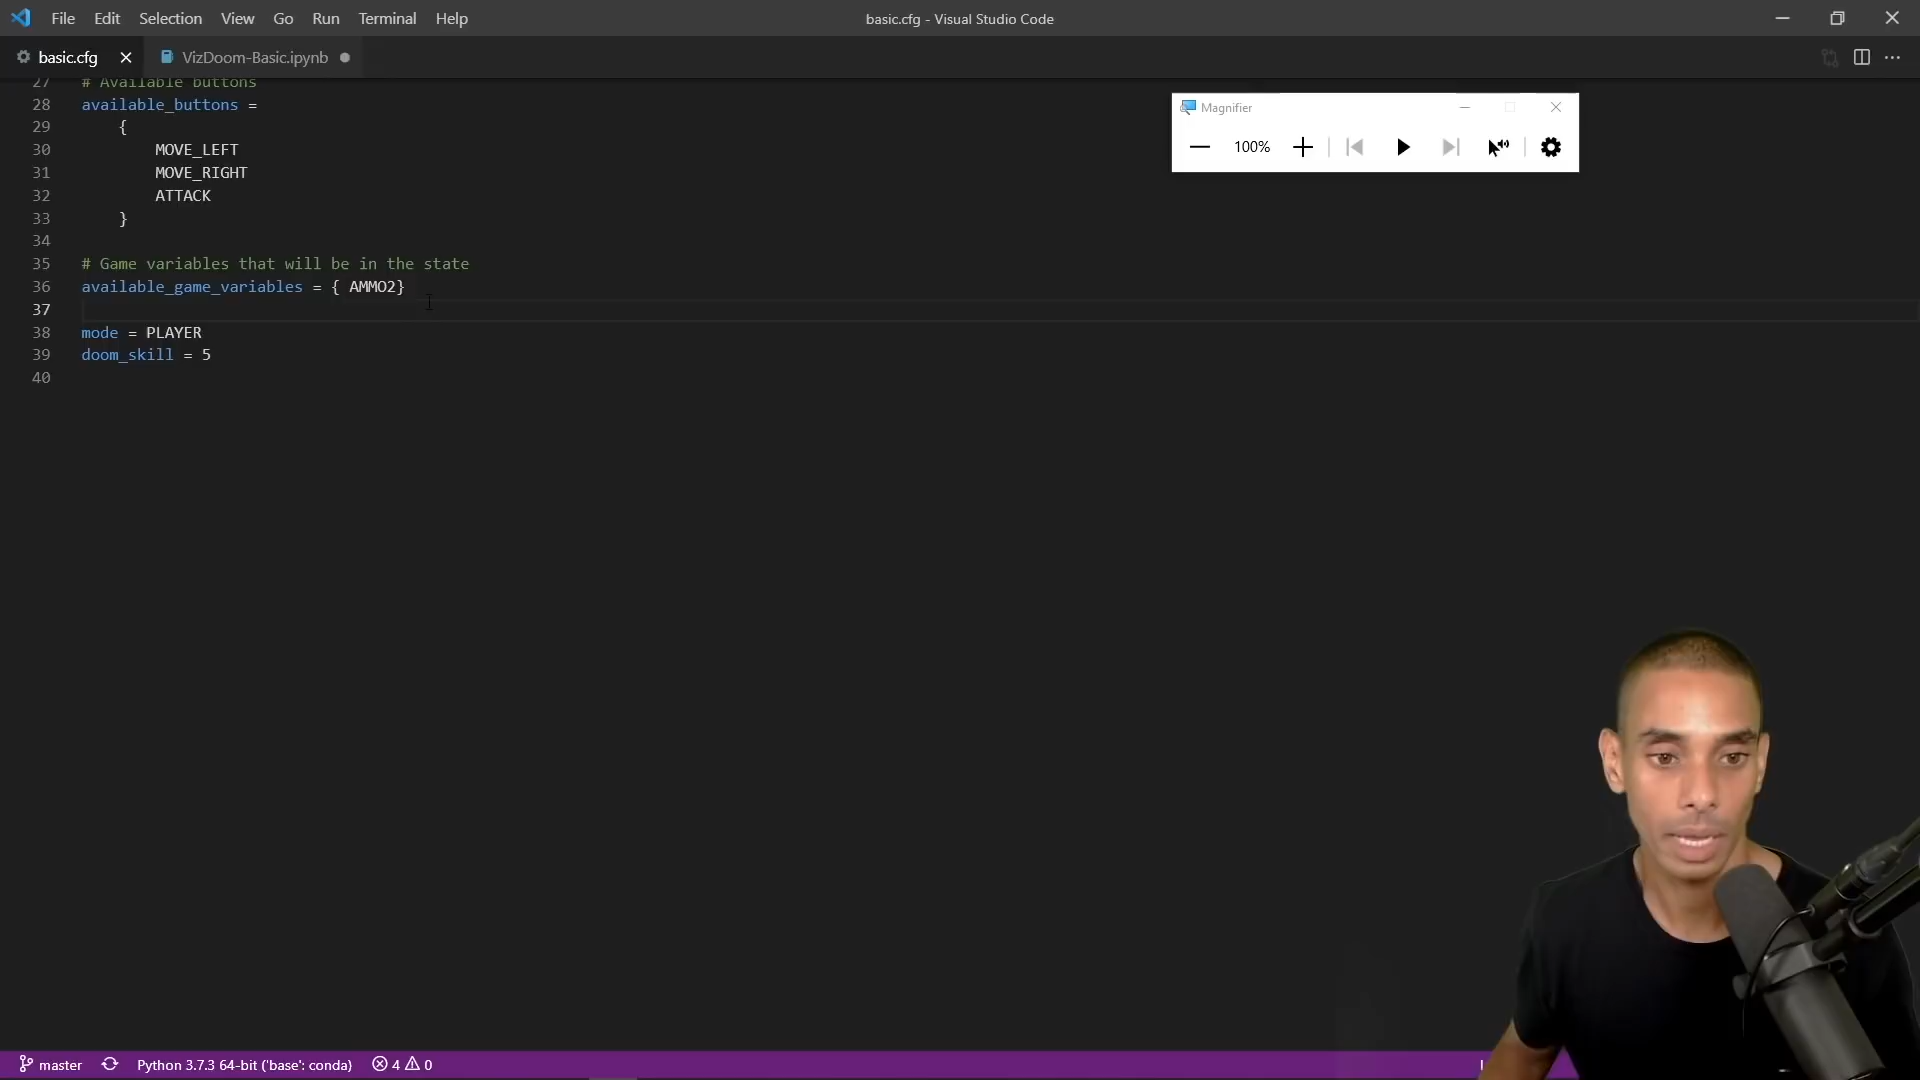 File Edit Selection View Go Run Terminal Help
basic.cfg - Visual Studio Code
basic.cfg
VizDoom-Basic.ipynb
27 # Available buttons
28 available_buttons =
29 {
30 MOVE_LEFT
31 MOVE_RIGHT
32 ATTACK
33 }
34
35 # Game variables that will be in the state
36 available_game_variables = { AMMO2}
37
38 mode = PLAYER
39 doom_skill = 5
40
Magnifier
100%
master Python 3.7.3 64-bit ('base': conda) 4 0